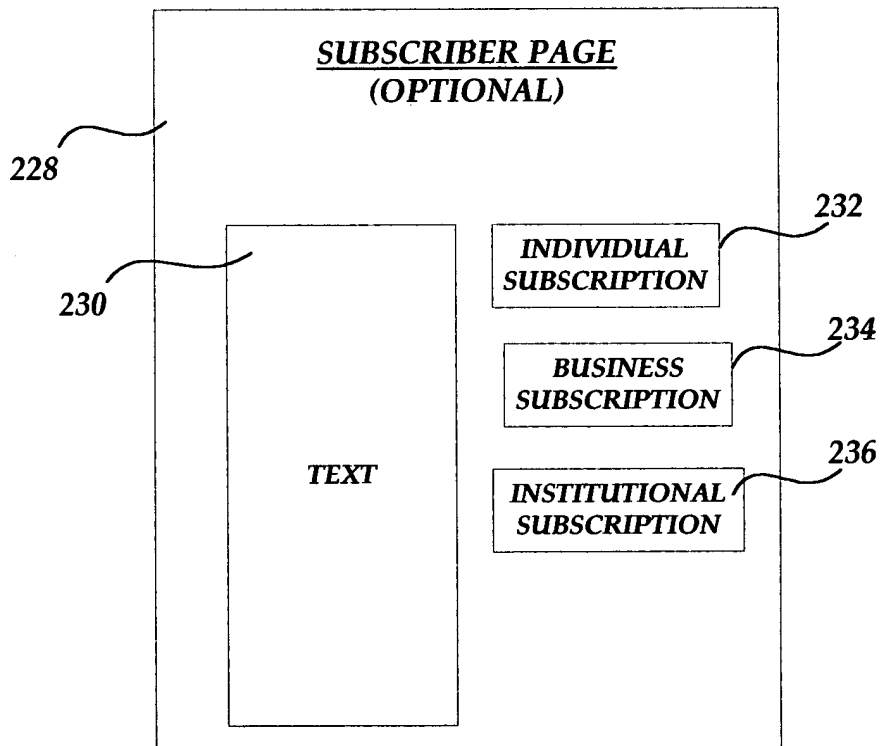 SUBSCRIBER PAGE
(OPTIONAL)
228
230
TEXT
INDIVIDUAL
SUBSCRIPTION
232
BUSINESS
SUBSCRIPTION
234
INSTITUTIONAL
SUBSCRIPTION
236